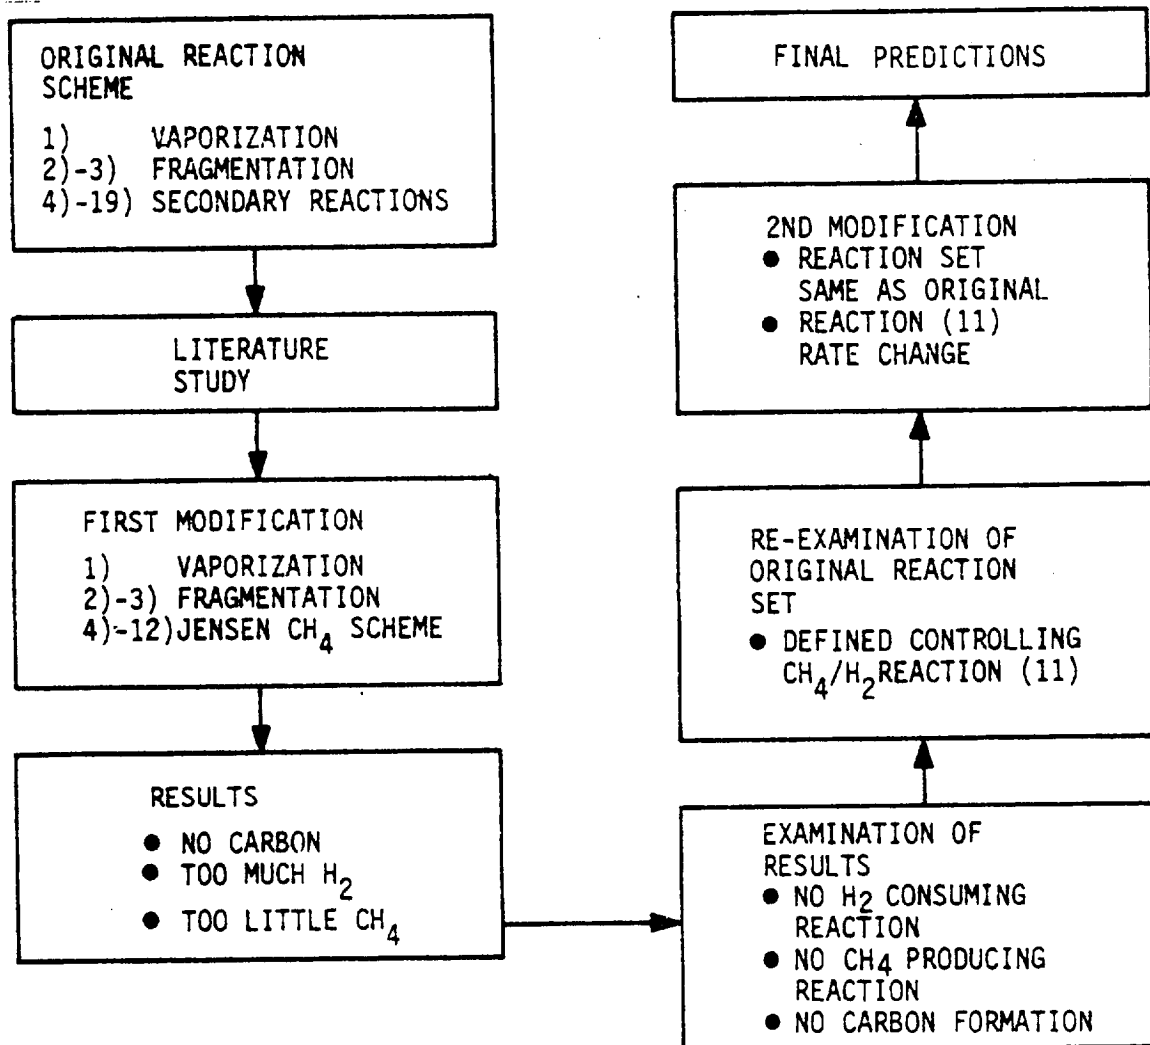 ORIGINAL REACTION
SCHEME
1) VAPORIZATION
2)-3) FRAGMENTATION
4)-19) SECONDARY REACTIONS
LITERATURE
STUDY
FIRST MODIFICATION
1) VAPORIZATION
2)-3) FRAGMENTATION
4)-12)JENSEN CH4 SCHEME
RESULTS
● NO CARBON
● TOO MUCH H2
● TOO LITTLE CH4
EXAMINATION OF
RESULTS
● NO H2 CONSUMING
REACTION
● NO CH4 PRODUCING
REACTION
● NO CARBON FORMATION
RE-EXAMINATION OF
ORIGINAL REACTION
SET
● DEFINED CONTROLLING
CH4/H2REACTION (11)
2ND MODIFICATION
● REACTION SET
SAME AS ORIGINAL
● REACTION (11)
RATE CHANGE
FINAL PREDICTIONS